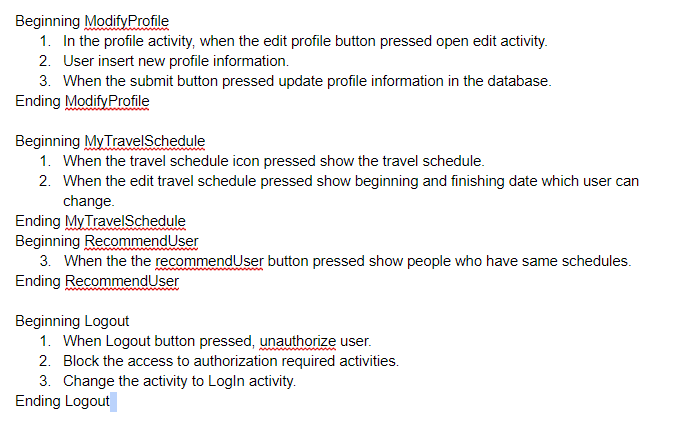 Beginning ModifyProfile
1. In the profile activity, when the edit profile button pressed open edit activity.
2. User insert new profile information.
3. When the submit button pressed update profile information in the database.
Ending ModifyProfile
Beginning MyTravelSchedule
1. When the travel schedule icon pressed show the travel schedule.
2. When the edit travel schedule pressed show beginning and finishing date which user can
change.
Ending MyTravelSchedule
Beginning RecommendUser
3. When the the recommendUser button pressed show people who have same schedules.
Ending RecommendUser
Beginning Logout
1. When Logout button pressed, unauthorize user.
2. Block the access to authorization required activities.
3. Change the activity to LogIn activity.
Ending Logout